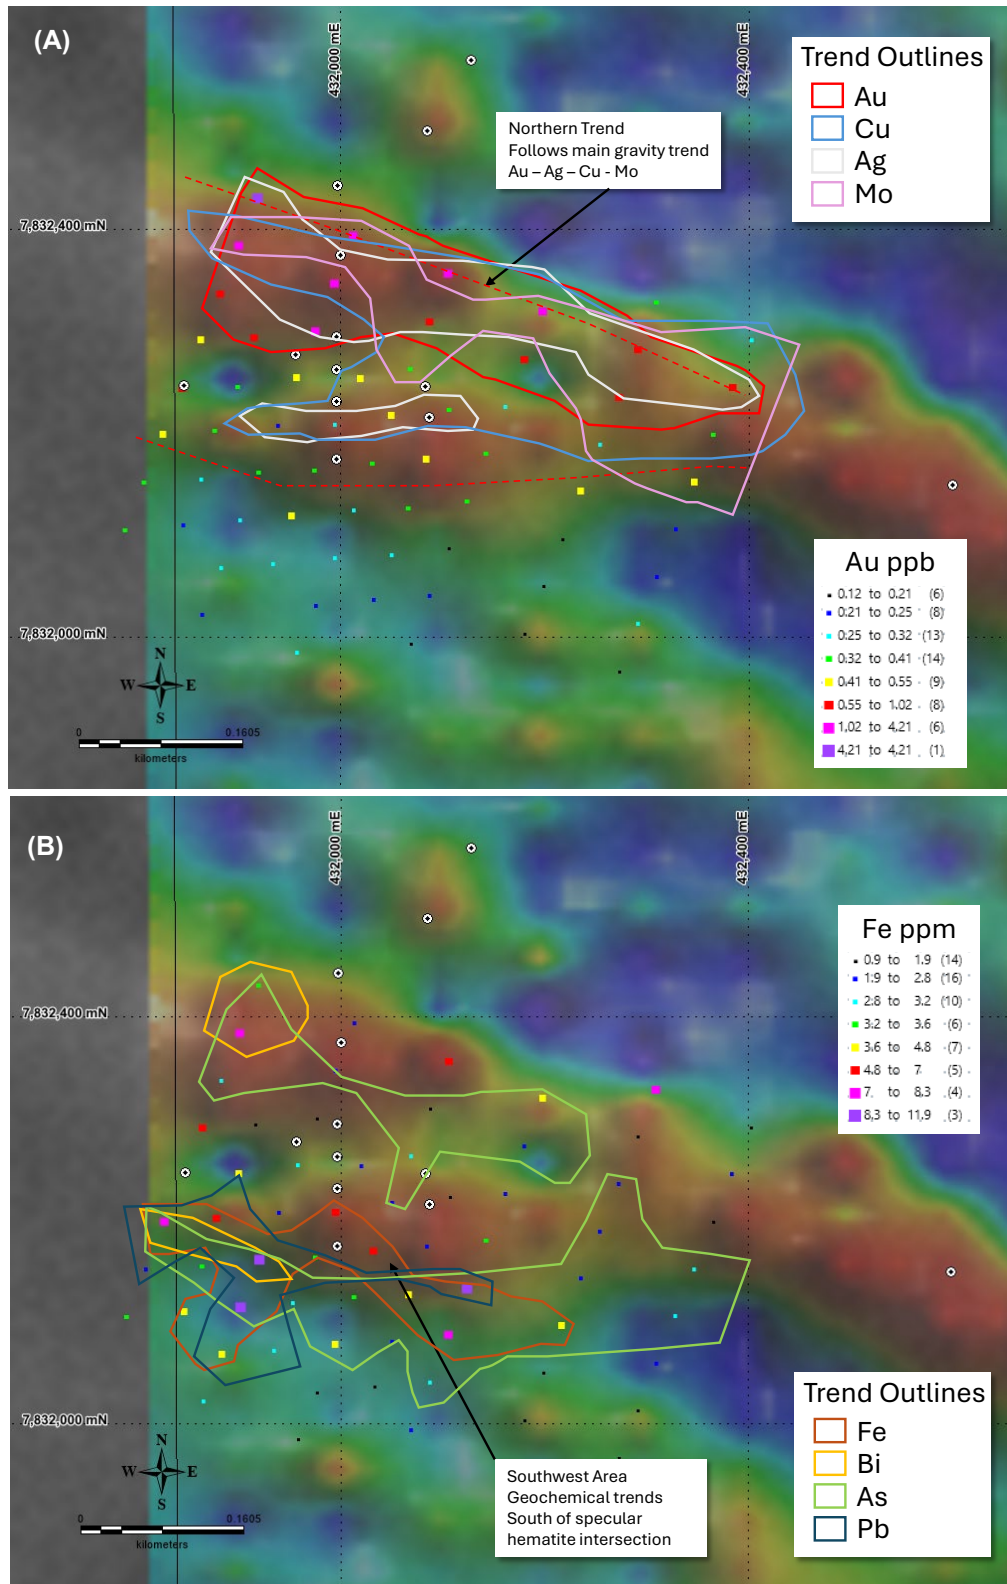 (A)
432,000 mE
432,400 mE
Trend Outlines
Au
Cu
Ag
Mo
Northern Trend
Follows main gravity trend
Au – Ag – Cu - Mo
7,832,400 mN
Au ppb
0.12 to 0.21 (6)
0.21 to 0.25 (8)
0.25 to 0.32 (13)
0.32 to 0.41 (14)
0.41 to 0.55 (9)
0.55 to 1.02 (8)
1.02 to 4.21 (6)
4.21 to 4.21 (1)
7,832,000 mN
N
W E
S
0 0.1605
kilometers
(B)
432,000 mE
432,400 mE
Fe ppm
0.9 to 1.9 (14)
1.9 to 2.8 (16)
2.8 to 3.2 (10)
3.2 to 3.6 (6)
3.6 to 4.8 (7)
4.8 to 7 (5)
7 to 8.3 (4)
8.3 to 11.9 (3)
7,832,400 mN
7,832,000 mN
Trend Outlines
Fe
Bi
As
Pb
N
W E
S
0 0.1605
kilometers
Southwest Area
Geochemical trends
South of specular
hematite intersection